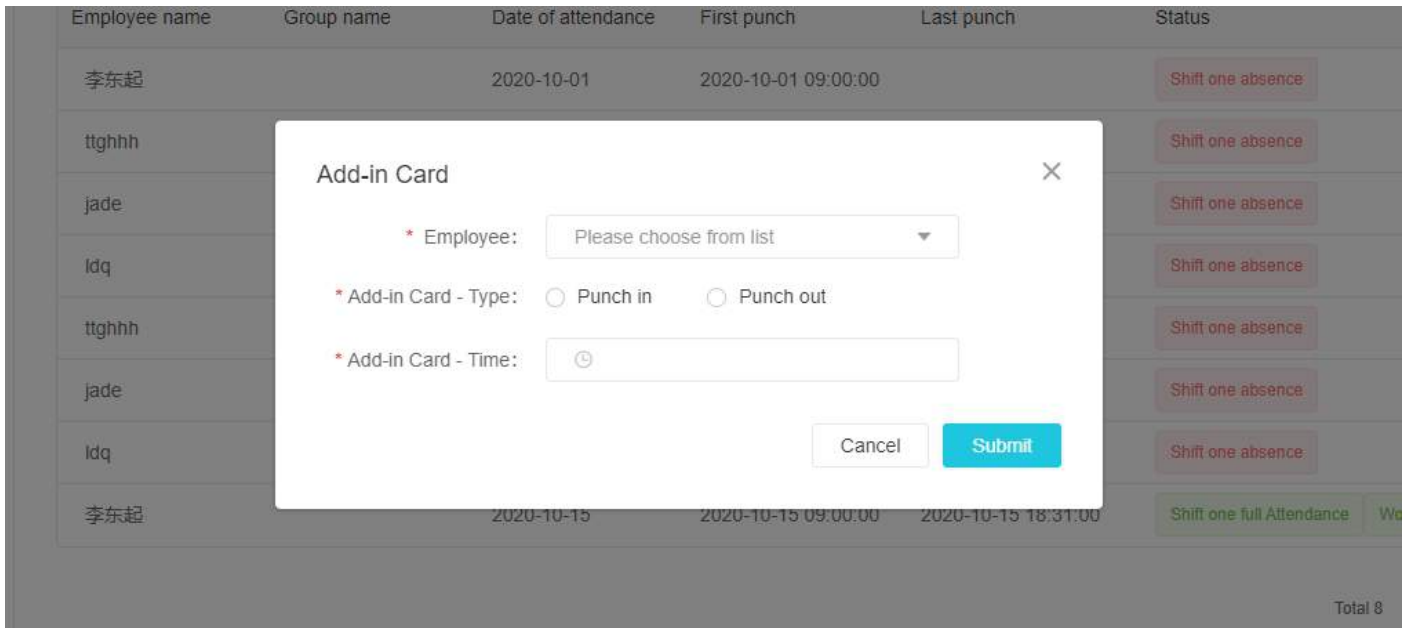 Employee name Group name Date of attendance First punch Last punch Status
李东起 2020-10-01 2020-10-01 09:00:00 Shift one absence
ttghhh Shift one absence
Add-in Card
jade Shift one absence
* Employee: Please choose from list
ldq Shift one absence
* Add-in Card - Type: Punch in Punch out
ttghhh Shift one absence
* Add-in Card - Time:
jade Shift one absence
Cancel Submit
ldq Shift one absence
李东起 2020-10-15 2020-10-15 09:00:00 2020-10-15 18:31:00 Shift one full Attendance Wo
Total 8